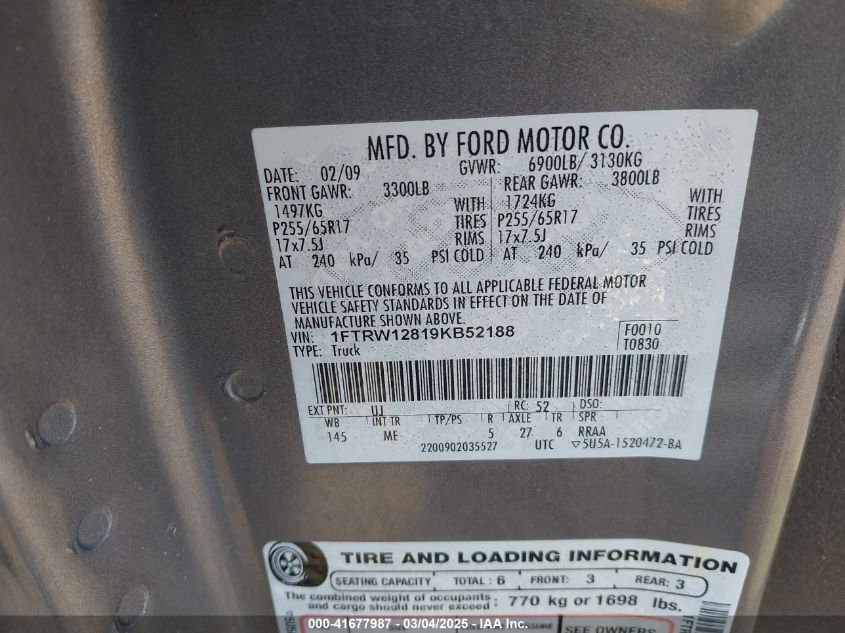 MFD. BY FORD MOTOR CO.
DATE: 02/09 GVWR: 6900LB/ 3130KG
FRONT GAWR: 3300LB REAR GAWR: 3800LB
1497KG WITH 1724KG WITH
P255/65R17 TIRES P255/65R17 TIRES
17x7.5J RIMS 17x7.5J RIMS
AT 240 kPa/ 35 PSI COLD AT 240 kPa/ 35 PSI COLD
THIS VEHICLE CONFORMS TO ALL APPLICABLE FEDERAL MOTOR
VEHICLE SAFETY STANDARDS IN EFFECT ON THE DATE OF
MANUFACTURE SHOWN ABOVE.
VIN: 1FTRW12819KB52188 F0010
TYPE: Truck T0830
EXT PNT: UJ RC: 52 DSO:
WB INT TR TP/PS R AXLE TR SPR
145 ME 5 27 6 RRAA
2200902035527 UTC 5U5A-1520472-BA
TIRE AND LOADING INFORMATION
SEATING CAPACITY TOTAL : 6 FRONT: 3 REAR: 3
The combined weight of occupants
and cargo should never exceed: 770 kg or 1698 lbs.
SEE OWNERS
000-41677987 - 03/04/2025 - IAA Inc.